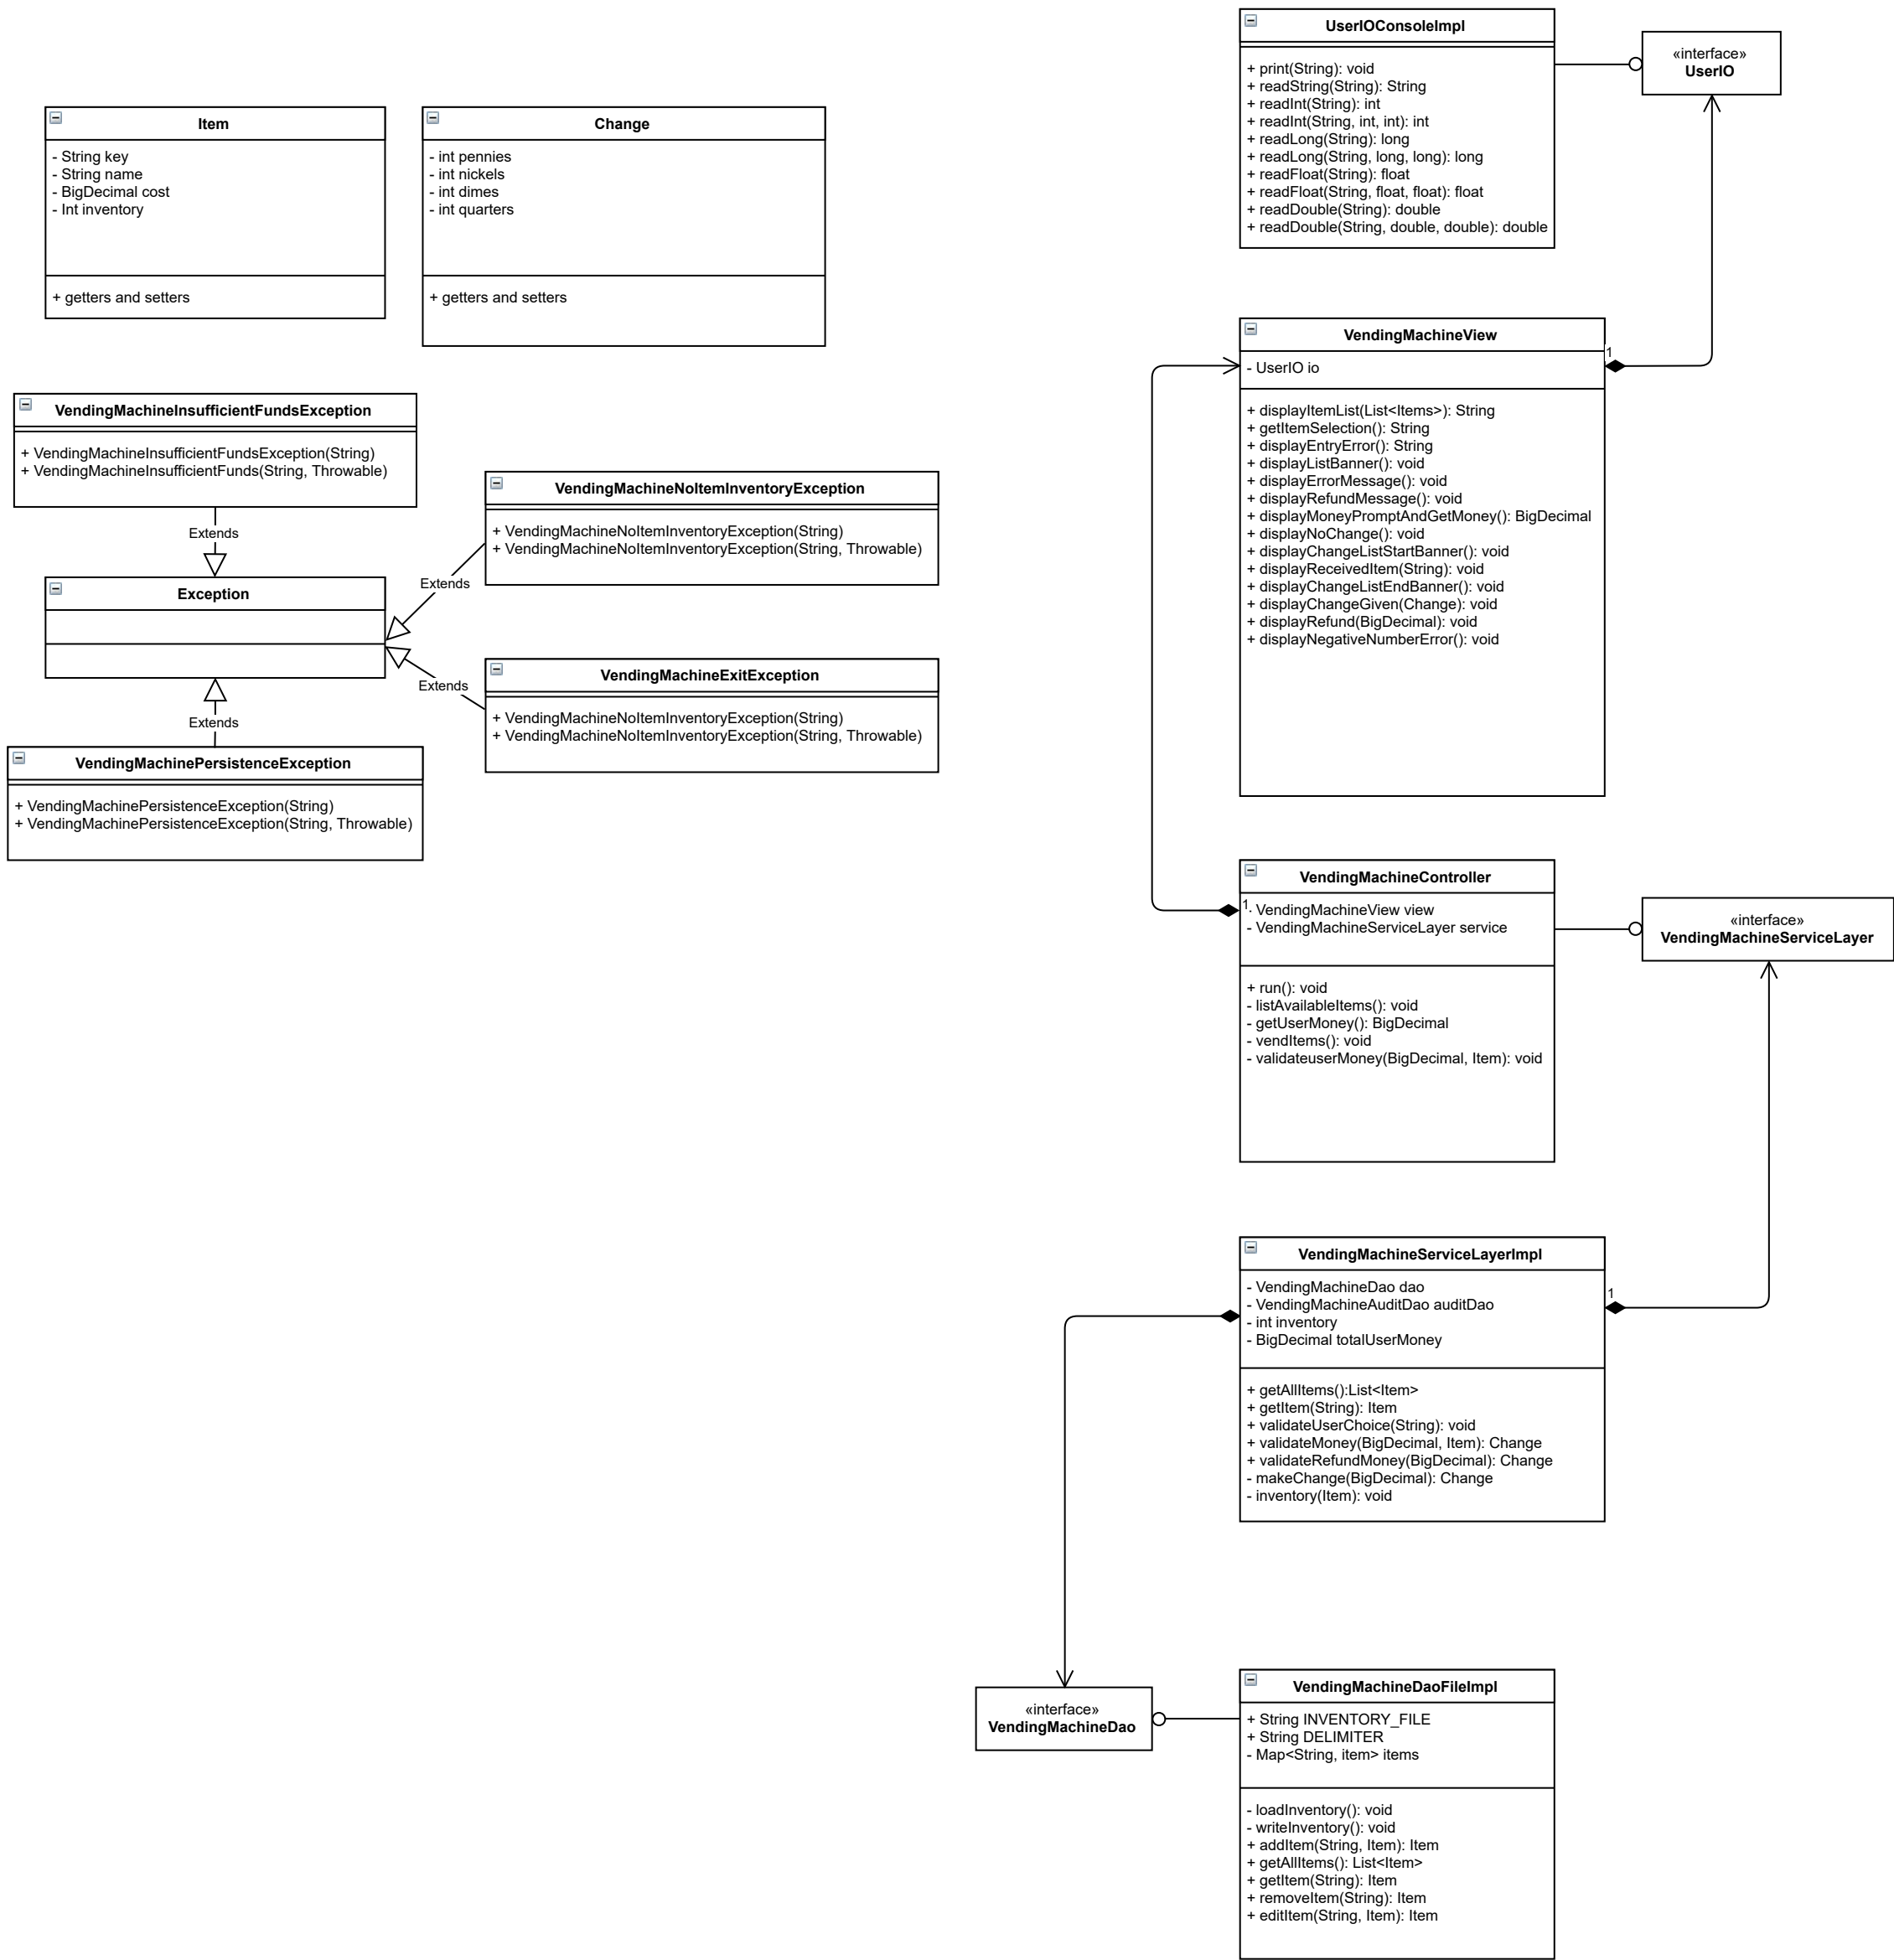 UserIOConsoleImpl
+ print(String): void
+ readString(String): String
+ readInt(String): int
+ readInt(String, int, int): int
+ readLong(String): long
+ readLong(String, long, long): long
+ readFloat(String): float
+ readFloat(String, float, float): float
+ readDouble(String): double
+ readDouble(String, double, double): double
«interface»
UserIO
Item
- String key
- String name
- BigDecimal cost
- Int inventory
+ getters and setters
Change
- int pennies
- int nickels
- int dimes
- int quarters
+ getters and setters
VendingMachineView
- UserIO io
1
+ displayItemList(List<Items>): String
+ getItemSelection(): String
+ displayEntryError(): String
+ displayListBanner(): void
+ displayErrorMessage(): void
+ displayRefundMessage(): void
+ displayMoneyPromptAndGetMoney(): BigDecimal
+ displayNoChange(): void
+ displayChangeListStartBanner(): void
+ displayReceivedItem(String): void
+ displayChangeListEndBanner(): void
+ displayChangeGiven(Change): void
+ displayRefund(BigDecimal): void
+ displayNegativeNumberError(): void
VendingMachineInsufficientFundsException
+ VendingMachineInsufficientFundsException(String)
+ VendingMachineInsufficientFunds(String, Throwable)
Extends
VendingMachineNoItemInventoryException
+ VendingMachineNoItemInventoryException(String)
+ VendingMachineNoItemInventoryException(String, Throwable)
Extends
Exception
Extends
VendingMachineExitException
+ VendingMachineNoItemInventoryException(String)
+ VendingMachineNoItemInventoryException(String, Throwable)
Extends
VendingMachinePersistenceException
+ VendingMachinePersistenceException(String)
+ VendingMachinePersistenceException(String, Throwable)
VendingMachineController
1
- VendingMachineView view
- VendingMachineServiceLayer service
+ run(): void
- listAvailableItems(): void
- getUserMoney(): BigDecimal
- vendItems(): void
- validateuserMoney(BigDecimal, Item): void
«interface»
VendingMachineServiceLayer
VendingMachineServiceLayerImpl
- VendingMachineDao dao
- VendingMachineAuditDao auditDao
- int inventory
- BigDecimal totalUserMoney
1
+ getAllItems():List<Item>
+ getItem(String): Item
+ validateUserChoice(String): void
+ validateMoney(BigDecimal, Item): Change
+ validateRefundMoney(BigDecimal): Change
- makeChange(BigDecimal): Change
- inventory(Item): void
«interface»
VendingMachineDao
VendingMachineDaoFileImpl
+ String INVENTORY_FILE
+ String DELIMITER
- Map<String, item> items
- loadInventory(): void
- writeInventory(): void
+ addItem(String, Item): Item
+ getAllItems(): List<Item>
+ getItem(String): Item
+ removeItem(String): Item
+ editItem(String, Item): Item